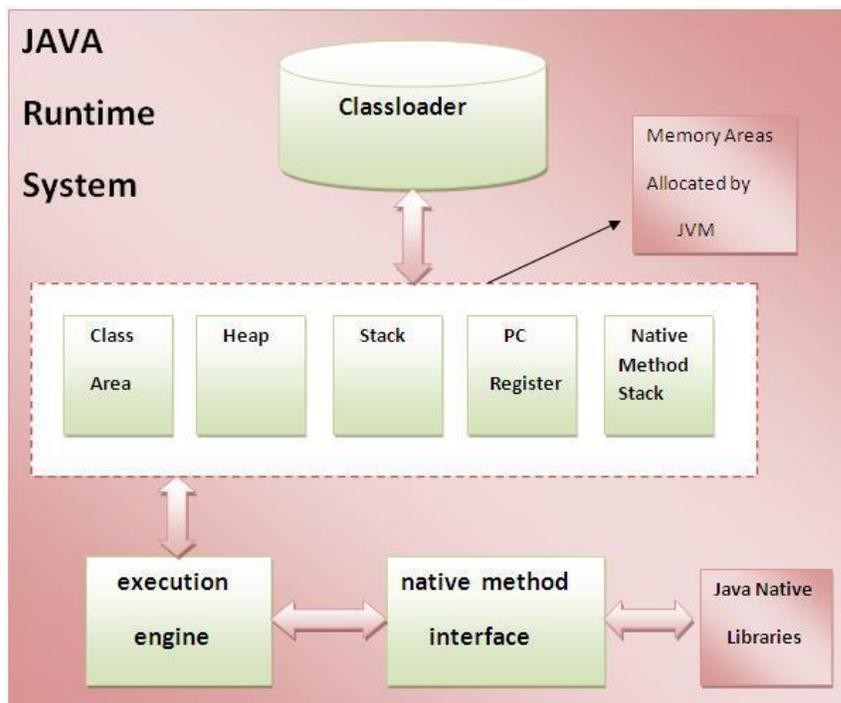 JAVA
Runtime
System
Classloader
Memory Areas
Allocated by
JVM
Class
Area
Heap
Stack
PC
Register
Native
Method
Stack
execution
engine
native method
interface
Java Native
Libraries